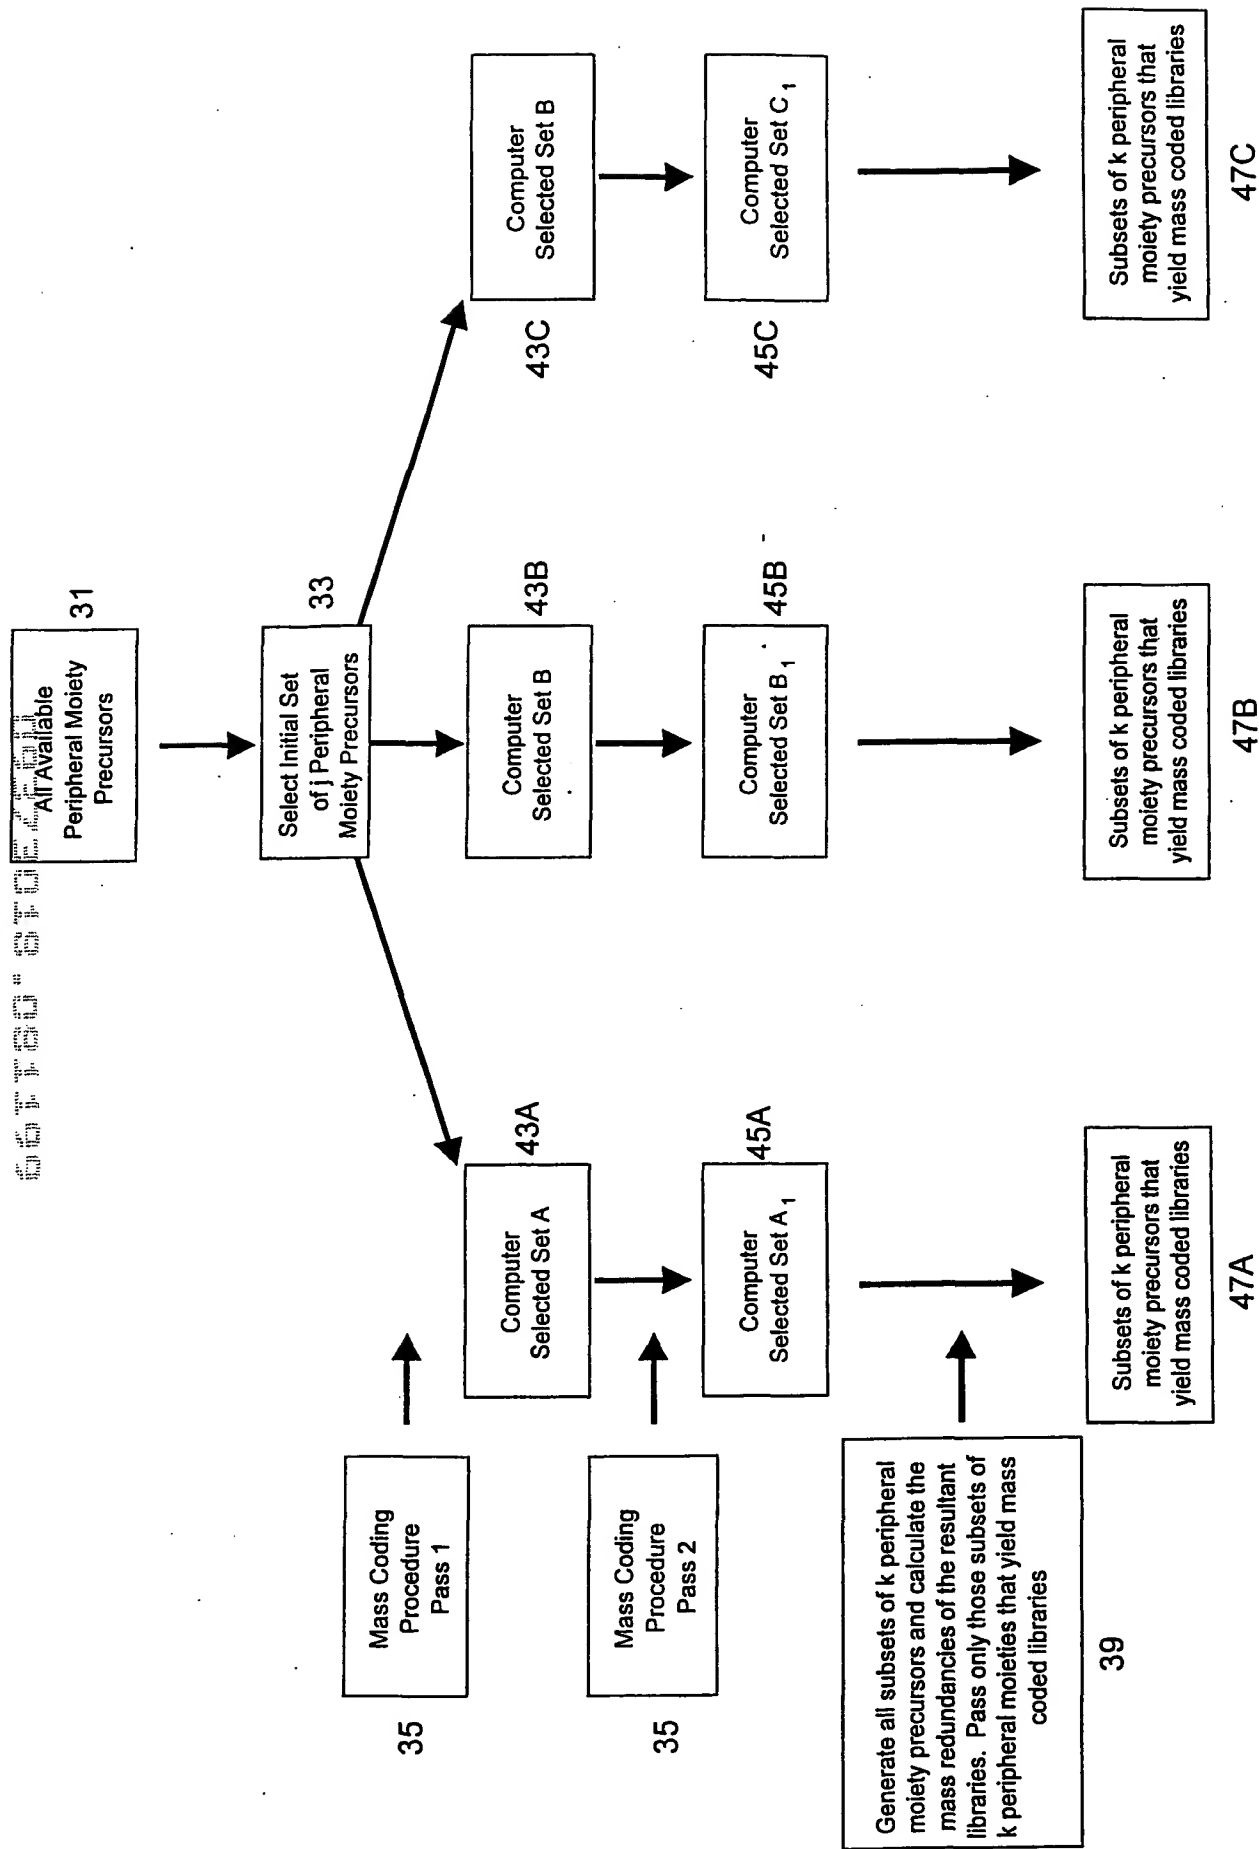 All Available
Peripheral Moiety
Precursors
31
Select Initial Set
of j Peripheral
Moiety Precursors
33
Mass Coding
Procedure
Pass 1
35
Computer
Selected Set A
43A
Computer
Selected Set B
43B
Computer
Selected Set B
43C
Mass Coding
Procedure
Pass 2
35
Computer
Selected Set A1
45A
Computer
Selected Set B1
45B
Computer
Selected Set C1
45C
Generate all subsets of k peripheral
moiety precursors and calculate the
mass redundancies of the resultant
libraries. Pass only those subsets of
k peripheral moieties that yield mass
coded libraries
39
Subsets of k peripheral
moiety precursors that
yield mass coded libraries
47A
Subsets of k peripheral
moiety precursors that
yield mass coded libraries
47B
Subsets of k peripheral
moiety precursors that
yield mass coded libraries
47C